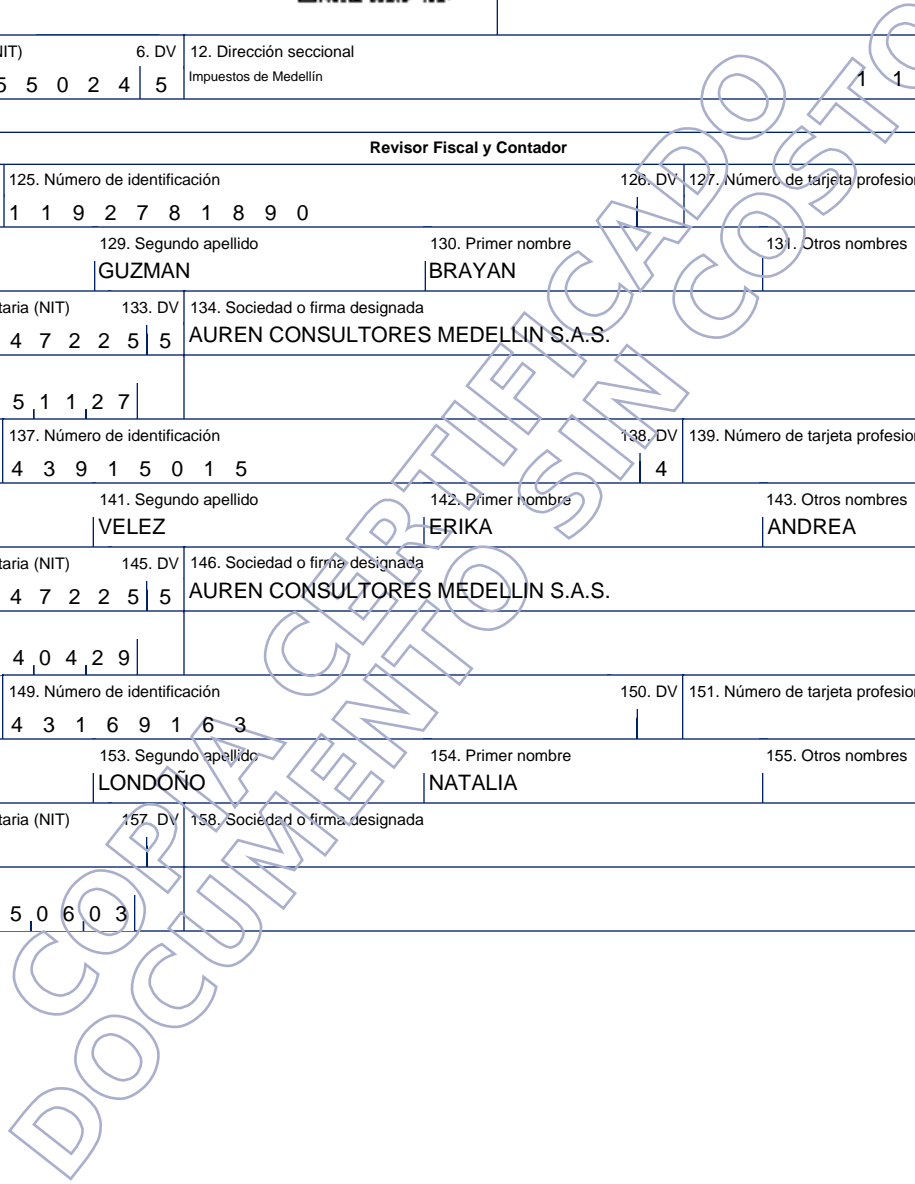 NIT) 6. DV 12. Dirección seccional
5 5 0 2 4 5 Impuestos de Medellín 1 1
Revisor Fiscal y Contador
125. Número de identificación 126. DV 127. Número de tarjeta profesion
1 1 9 2 7 8 1 8 9 0
129. Segundo apellido 130. Primer nombre 131. Otros nombres
GUZMAN BRAYAN
taria (NIT) 133. DV 134. Sociedad o firma designada
4 7 2 2 5 5 AUREN CONSULTORES MEDELLIN S.A.S.
5 1 1 2 7
137. Número de identificación 138. DV 139. Número de tarjeta profesion
4 3 9 1 5 0 1 5 4
141. Segundo apellido 142. Primer nombre 143. Otros nombres
VELEZ ERIKA ANDREA
taria (NIT) 145. DV 146. Sociedad o firma designada
4 7 2 2 5 5 AUREN CONSULTORES MEDELLIN S.A.S.
4 0 4 2 9
149. Número de identificación 150. DV 151. Número de tarjeta profesion
4 3 1 6 9 1 6 3
153. Segundo apellido 154. Primer nombre 155. Otros nombres
LONDOÑO NATALIA
taria (NIT) 157. DV 158. Sociedad o firma designada
5 0 6 0 3
COPIA CERTIFICADO
DOCUMENTO SIN COSTO